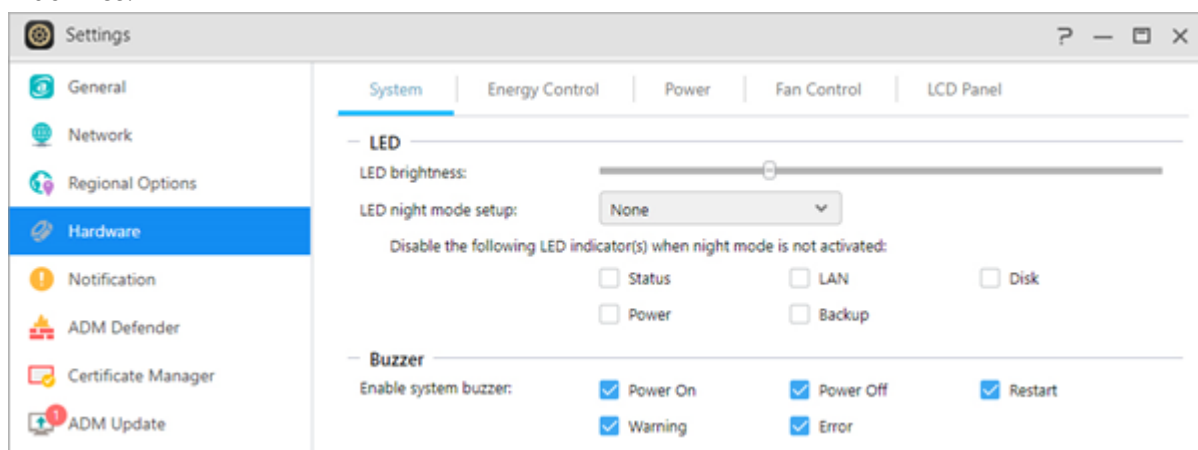 Settings
General
Network
Regional Options
Hardware
Notification
ADM Defender
Certificate Manager
1
ADM Update
System Energy Control Power Fan Control LCD Panel
LED
LED brightness:
LED night mode setup: None
Disable the following LED indicator(s) when night mode is not activated:
Status LAN Disk
Power Backup
Buzzer
Enable system buzzer: Power On Power Off Restart
Warning Error